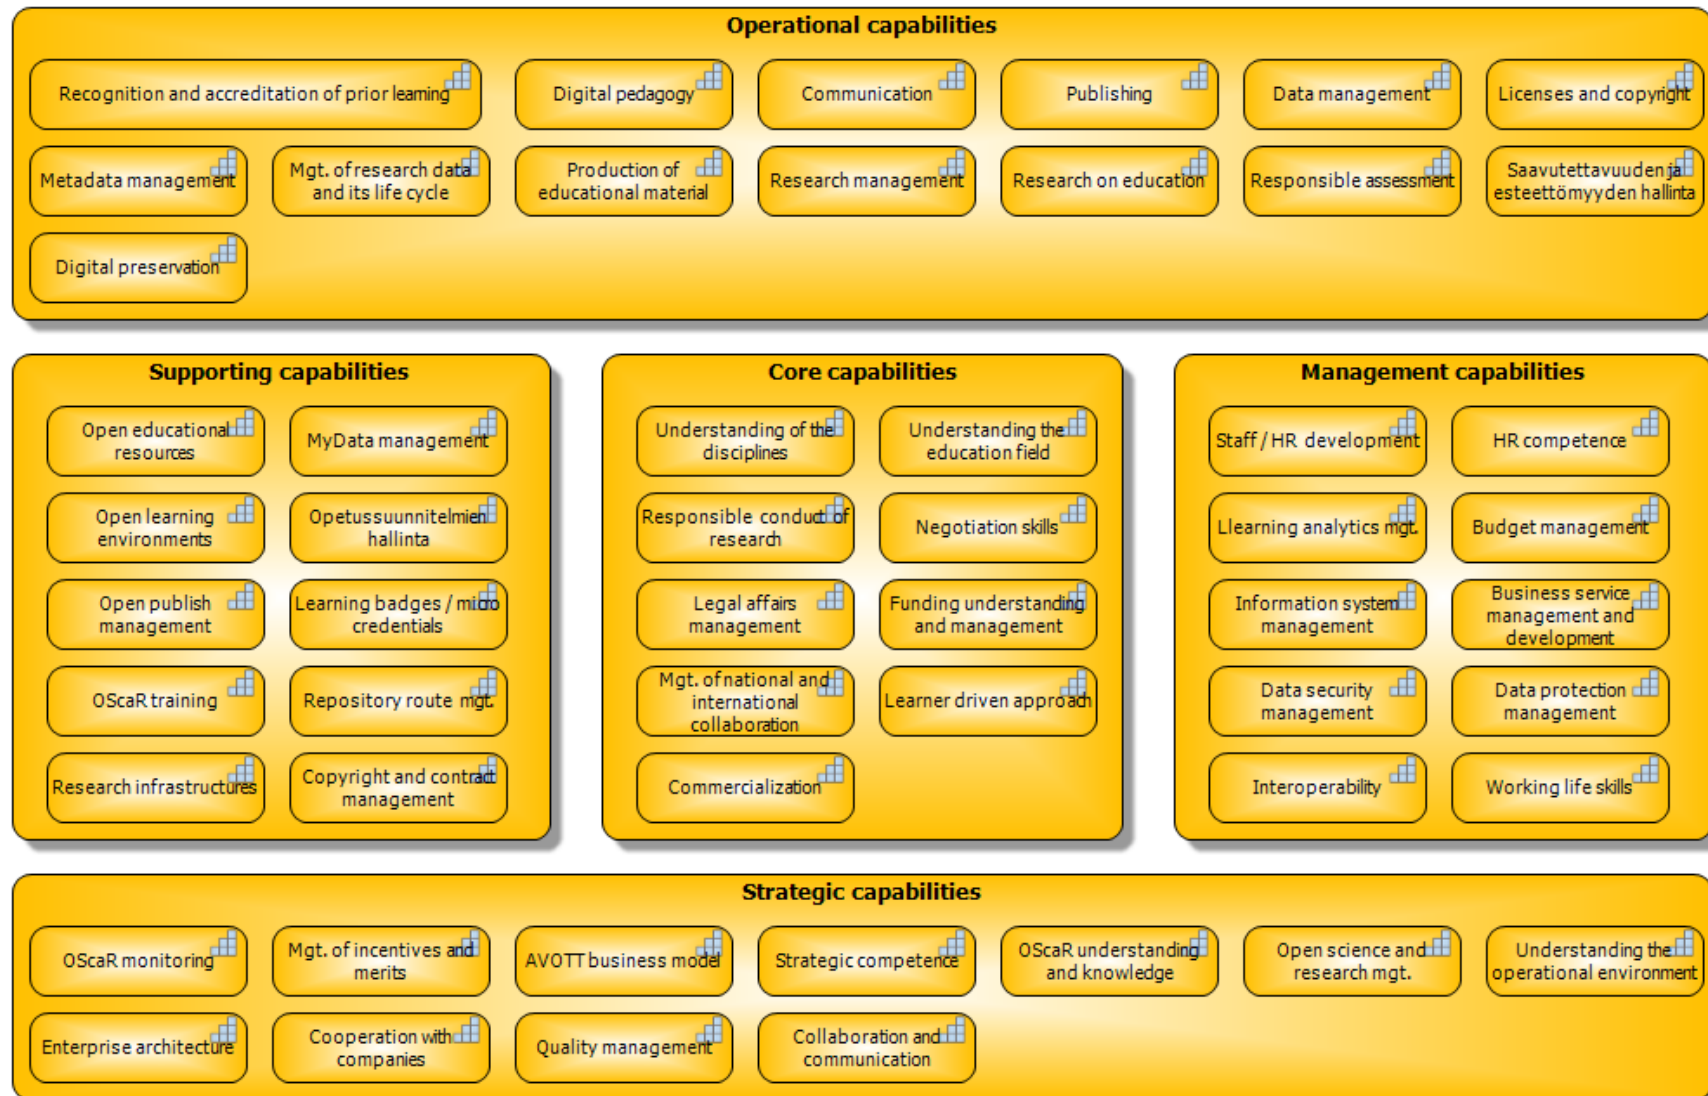 Operational capabilities
Recognition and accreditation of prior learning
Digital pedagogy
Communication
Publishing
Data management
Licenses and copyright
Metadata management
Mgt. of research data
and its life cycle
Production of
educational material
Research management
Research on education
Responsible assessment
Saavutettavuuden ja
esteettömyyden hallinta
Digital preservation
Supporting capabilities
Open educational
resources
MyData management
Open learning
environments
Opetussuunnitelmien
hallinta
Open publish
management
Learning badges / micro
credentials
OScaR training
Repository route mgt.
Research infrastructures
Copyright and contract
management
Core capabilities
Understanding of the
disciplines
Understanding the
education field
Responsible conduct of
research
Negotiation skills
Legal affairs
management
Funding understanding
and management
Mgt. of national and
international
collaboration
Learner driven approach
Commercialization
Management capabilities
Staff / HR development
HR competence
Llearning analytics mgt.
Budget management
Information system
management
Business service
management and
development
Data security
management
Data protection
management
Interoperability
Working life skills
Strategic capabilities
OScaR monitoring
Mgt. of incentives and
merits
AVOTT business model
Strategic competence
OScaR understanding
and knowledge
Open science and
research mgt.
Understanding the
operational environment
Enterprise architecture
Cooperation with
companies
Quality management
Collaboration and
communication